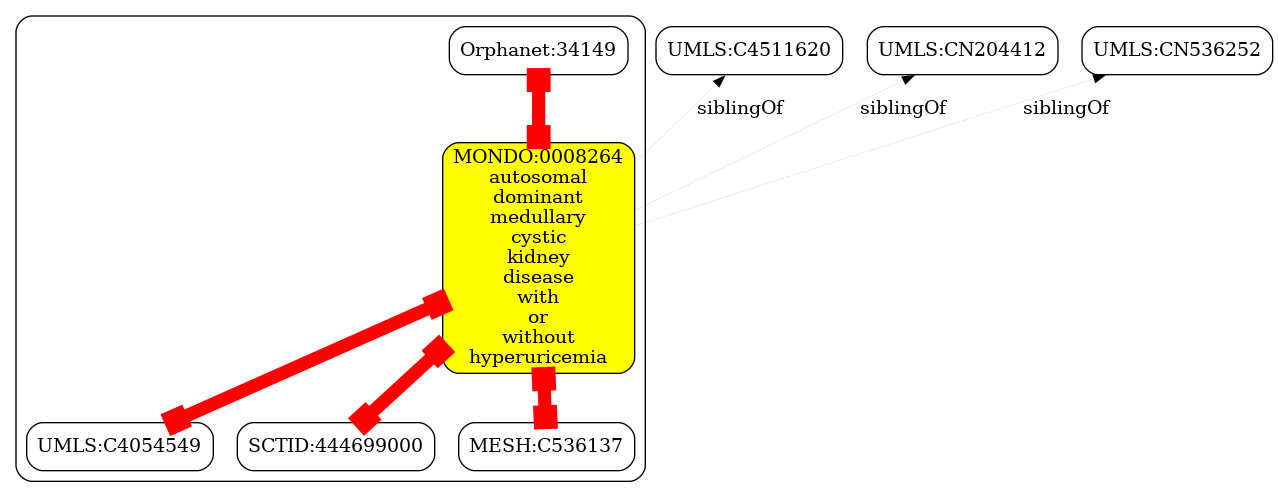 Orphanet:34149
UMLS:C4511620
UMLS:CN204412
UMLS:CN536252
siblingOf
siblingOf
siblingOf
MONDO:0008264
autosomal
dominant
medullary
cystic
kidney
disease
with
or
without
hyperuricemia
UMLS:C4054549
SCTID:444699000
MESH:C536137